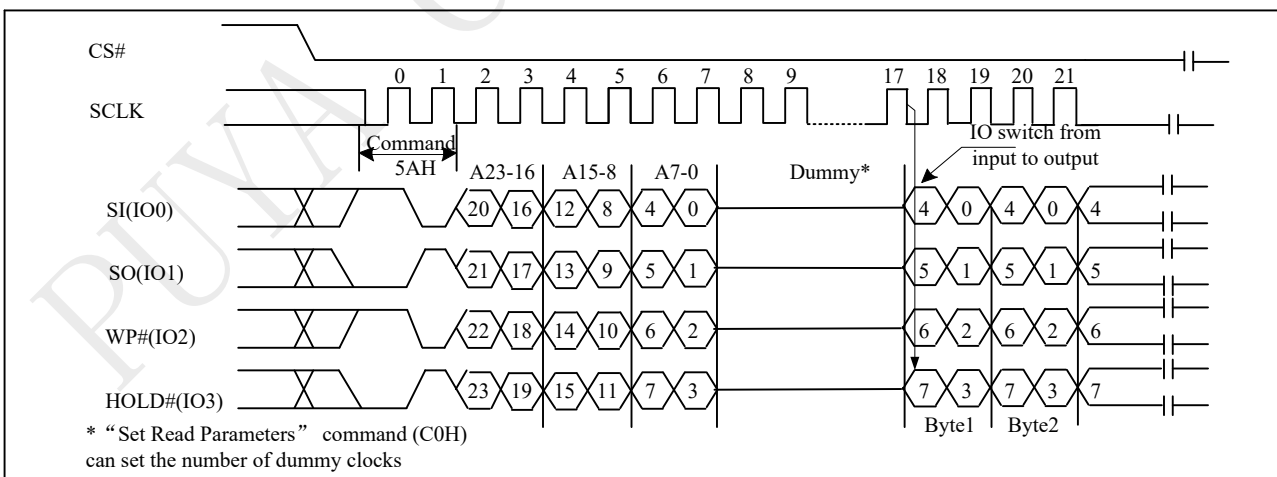 PUYA
CS#
0 1 2 3 4 5 6 7 8 9 17 18 19 20 21
SCLK
Command
5AH
IO switch from
input to output
A23-16 A15-8 A7-0 Dummy*
SI(IO0) 20 16 12 8 4 0 4 0 4 0 4
SO(IO1) 21 17 13 9 5 1 5 1 5 1 5
WP#(IO2) 22 18 14 10 6 2 6 2 6 2 6
HOLD#(IO3) 23 19 15 11 7 3 7 3 7 3 7
Byte1 Byte2
* “Set Read Parameters” command (C0H)
can set the number of dummy clocks